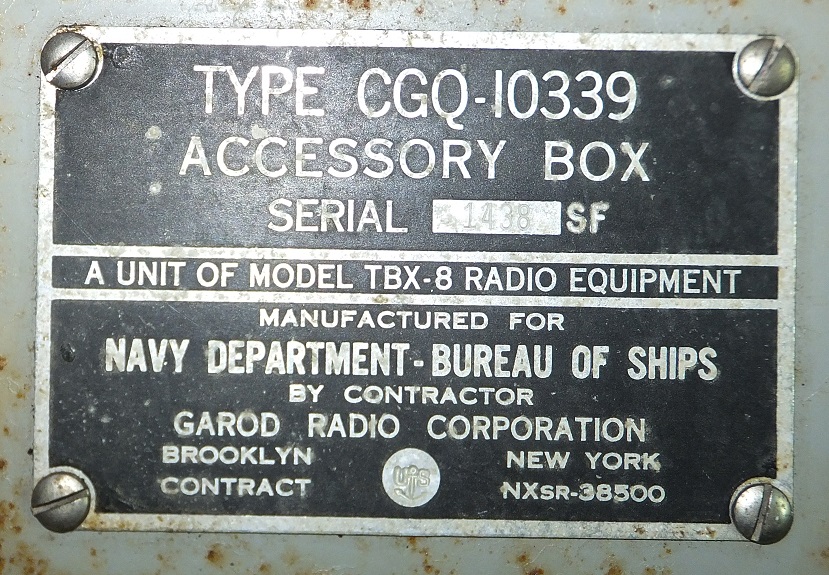 TYPE CGQ-10339
ACCESSORY BOX
SERIAL 1438 SF
A UNIT OF MODEL TBX-8 RADIO EQUIPMENT
MANUFACTURED FOR
NAVY DEPARTMENT-BUREAU OF SHIPS
BY CONTRACTOR
GAROD RADIO CORPORATION
BROOKLYN NEW YORK
CONTRACT NXSR-38500